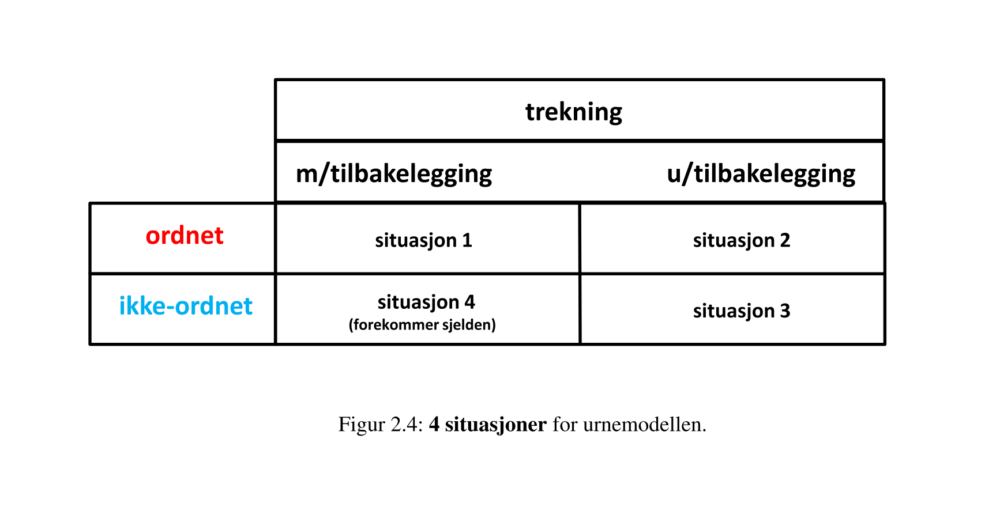 trekning
m/tilbakelegging u/tilbakelegging
ordnet situasjon 1 situasjon 2
ikke-ordnet situasjon 4 situasjon 3
(forekommer sjelden)
Figur 2.4: 4 situasjoner for urnemodellen.